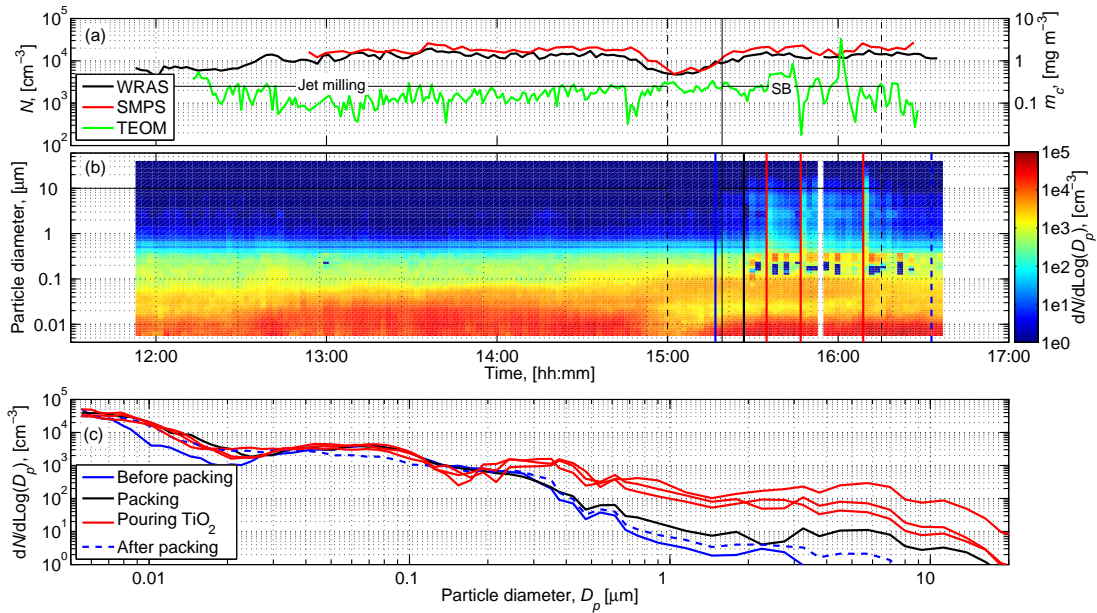 (a)
N, [cm⁻³]
10⁵
10⁴
10³
10²
WRAS
SMPS
TEOM
Jet milling
SB
10
1
0.1
m_c, [mg m⁻³]
(b)
Particle diameter, [µm]
10
1
0.1
0.01
12:00 13:00 14:00 15:00 16:00 17:00
Time, [hh:mm]
1e5
1e4
1e3
1e2
1e1
1e0
dN/dLog(D_p), [cm⁻³]
(c)
dN/dLog(D_p), [cm⁻³]
10⁵
10⁴
10³
10²
10¹
10⁰
Before packing
Packing
Pouring TiO₂
After packing
0.01 0.1 1 10
Particle diameter, D_p [µm]